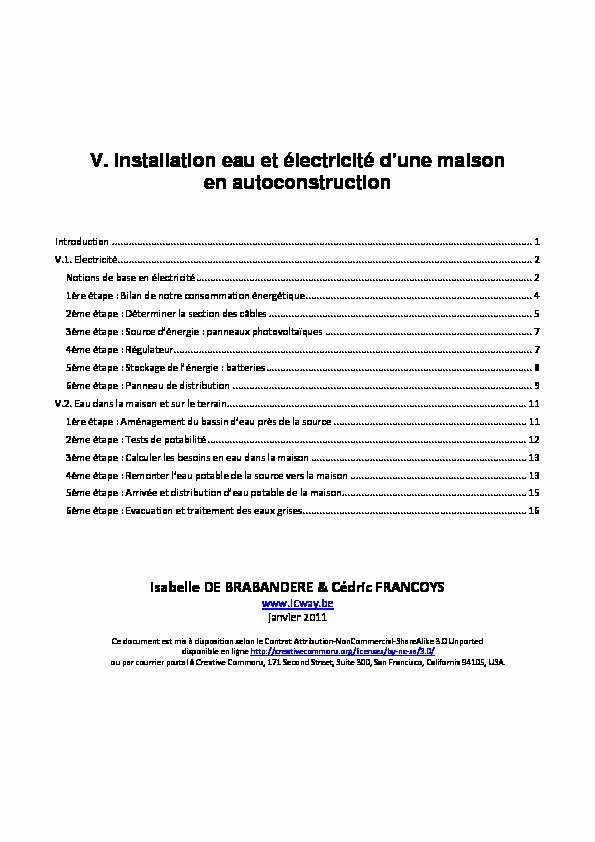 V. Installation eau et électricité d'une maison
en autoconstruction
Introduction ........ 1
V.1. Electricité ........ 2
Notions de base en électricité ........ 2
1ère étape : Bilan de notre consommation énergétique ........ 4
2ème étape : Déterminer la section des câbles ........ 5
3ème étape : Source d'énergie : panneaux photovoltaïques ........ 7
4ème étape : Régulateur ........ 7
5ème étape : Stockage de l'énergie : batteries ........ 8
6ème étape : Panneau de distribution ........ 9
V.2. Eau dans la maison et sur le terrain ........ 11
1ère étape : Aménagement du bassin d'eau près de la source ........ 11
2ème étape : Tests de potabilité ........ 12
3ème étape : Calculer les besoins en eau dans la maison ........ 13
4ème étape : Remonter l'eau potable de la source vers la maison ........ 13
5ème étape : Arrivée et distribution d'eau potable de la maison ........ 15
6ème étape : Evacuation et traitement des eaux grises ........ 16
Isabelle DE BRABANDERE & Cédric FRANCOYS
www.icway.be
janvier 2011
Ce document est mis à disposition selon le Contrat Attribution-NonCommercial-ShareAlike 3.0 Unported
disponible en ligne http://creativecommons.org/licenses/by-nc-sa/3.0/
ou par courrier postal à Creative Commons, 171 Second Street, Suite 300, San Francisco, California 94105, USA.